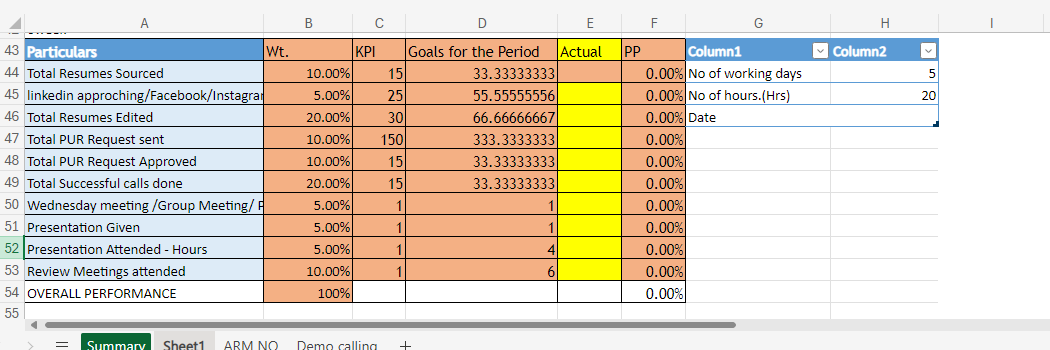 A B C D E F G H I
43 Particulars Wt. KPI Goals for the Period Actual PP Column1 Column2
44 Total Resumes Sourced 10.00% 15 33.33333333 0.00% No of working days 5
45 linkedin approching/Facebook/Instagrar 5.00% 25 55.55555556 0.00% No of hours.(Hrs) 20
46 Total Resumes Edited 20.00% 30 66.66666667 0.00% Date
47 Total PUR Request sent 10.00% 150 333.3333333 0.00%
48 Total PUR Request Approved 10.00% 15 33.33333333 0.00%
49 Total Successful calls done 20.00% 15 33.33333333 0.00%
50 Wednesday meeting /Group Meeting/ P 5.00% 1 1 0.00%
51 Presentation Given 5.00% 1 1 0.00%
52 Presentation Attended - Hours 5.00% 1 4 0.00%
53 Review Meetings attended 10.00% 1 6 0.00%
54 OVERALL PERFORMANCE 100% 0.00%
55
Summary Sheet1 ARM NO Demo calling